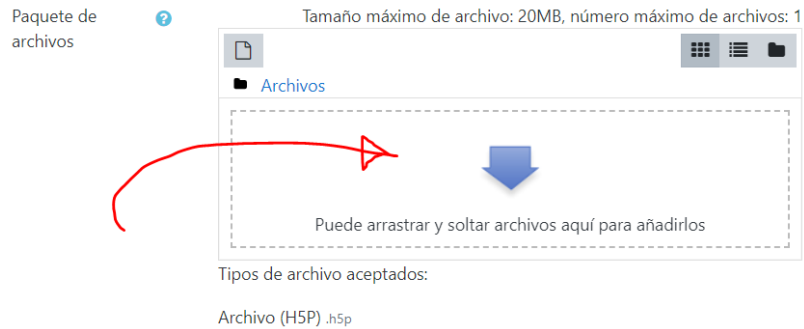 Paquete de archivos
Tamaño máximo de archivo: 20MB, número máximo de archivos: 1
Archivos
Puede arrastrar y soltar archivos aquí para añadirlos
Tipos de archivo aceptados:
Archivo (H5P) .h5p